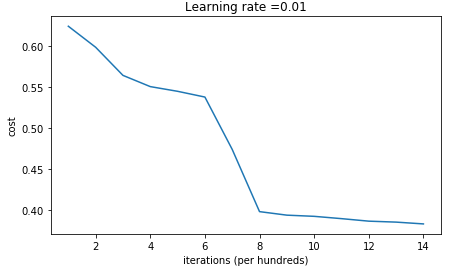 Learning rate =0.01
0.60
0.55
0.50
0.45
0.40
cost
2 4 6 8 10 12 14
iterations (per hundreds)